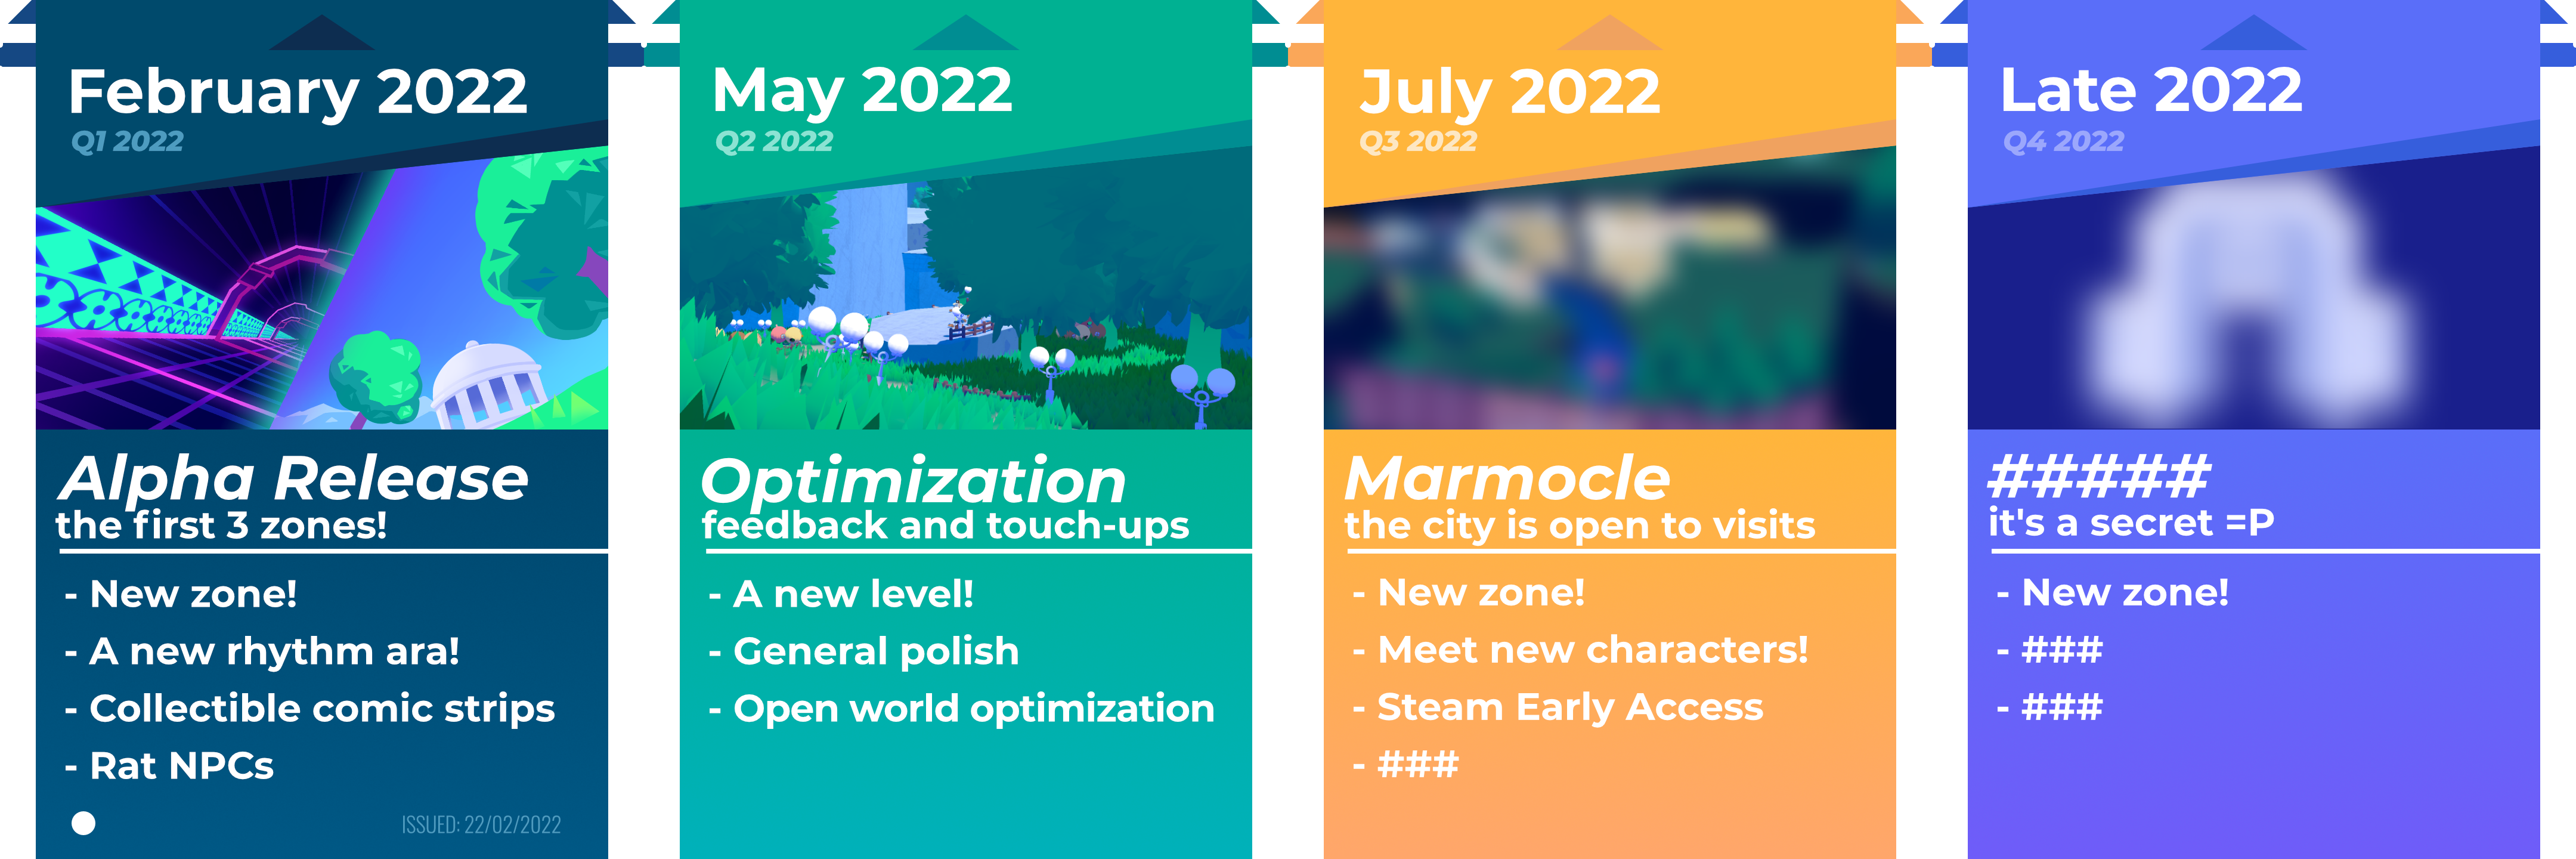 February 2022
Q1 2022
Alpha Release
the first 3 zones!
- New zone!
- A new rhythm ara!
- Collectible comic strips
- Rat NPCs
ISSUED: 22/02/2022
May 2022
Q2 2022
Optimization
feedback and touch-ups
- A new level!
- General polish
- Open world optimization
July 2022
Q3 2022
Marmocle
the city is open to visits
- New zone!
- Meet new characters!
- Steam Early Access
- ###
Late 2022
Q4 2022
#####
it's a secret =P
- New zone!
- ###
- ###